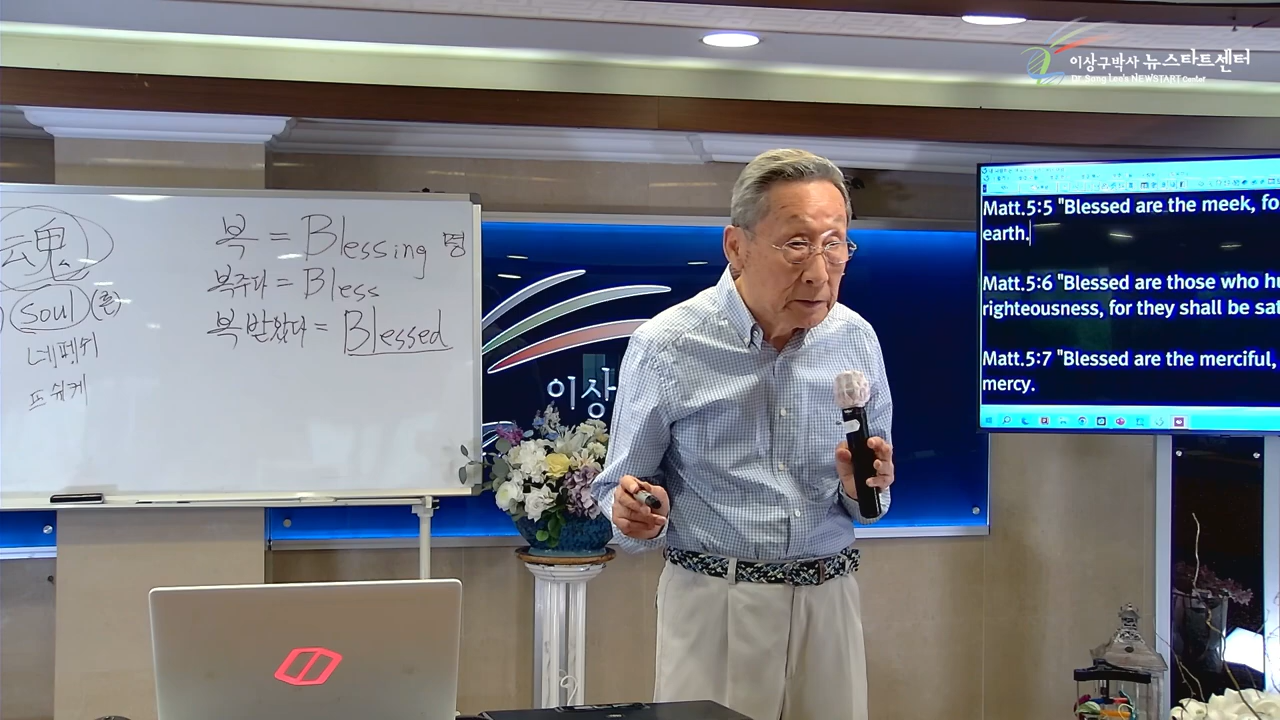 이상구박사 뉴스타트센터
Dr. Sang Lee's NEWSTART Center
魂
Soul (혼)
네페쉬
프쉬케
복 = Blessing 명
복주다 = Bless
복 받았다 = Blessed
이상
Matt.5:5 "Blessed are the meek, fo
earth.
Matt.5:6 "Blessed are those who hu
righteousness, for they shall be sat
Matt.5:7 "Blessed are the merciful,
mercy.